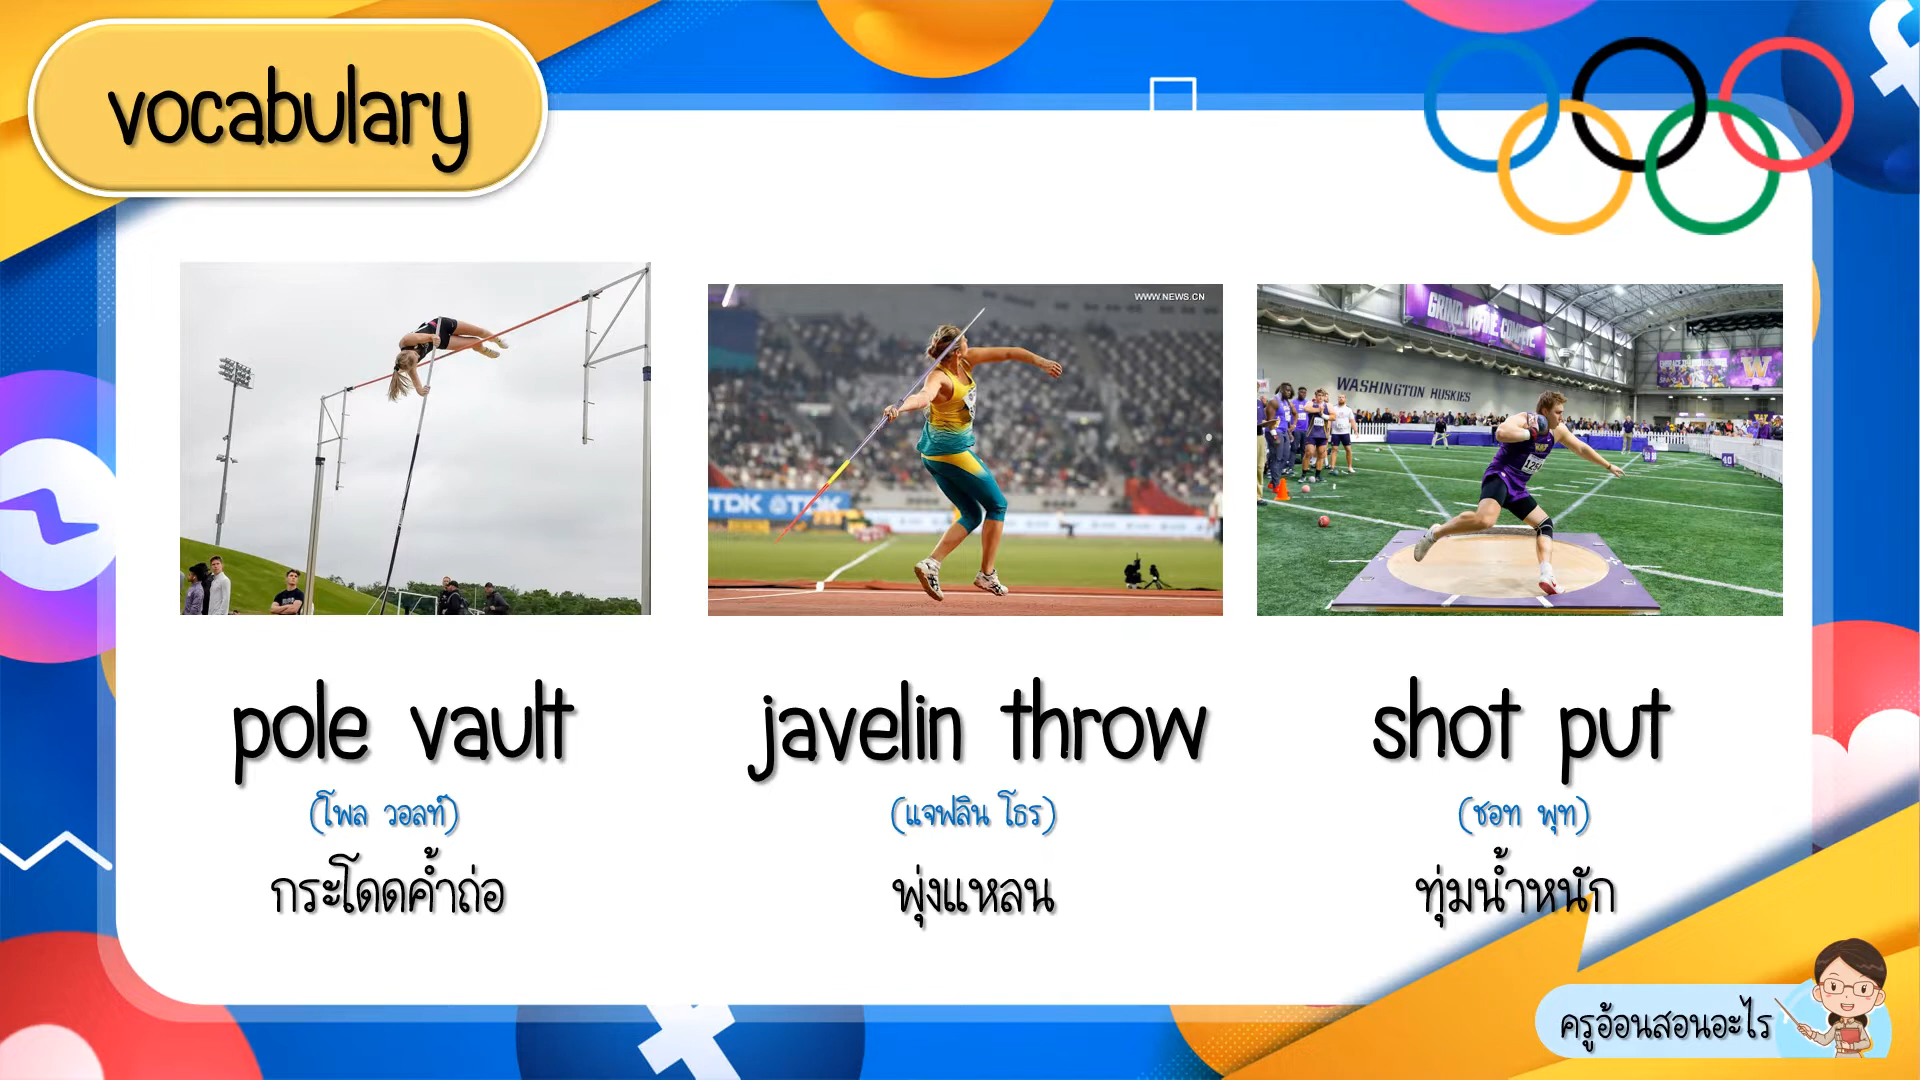 vocabulary
WWW.NEWS.CN
TDK TDK
GRIND COMPETE
WASHINGTON HUSKIES
W
pole vault
javelin throw
shot put
(โพล วอลท์)
(แจฟลิน โธร)
(ชอท พุท)
กระโดดค้ำถ่อ
พุ่งแหลน
ทุ่มน้ำหนัก
ครูอ้อนสอนอะไร